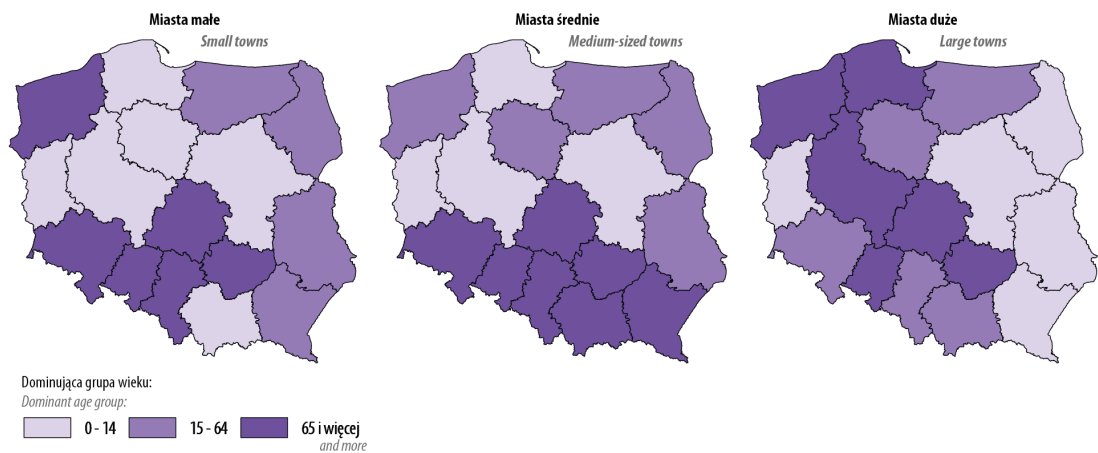 Miasta małe
Small towns
Miasta średnie
Medium-sized towns
Miasta duże
Large towns
Dominująca grupa wieku:
Dominant age group:
0 - 14
15 - 64
65 i więcej
and more